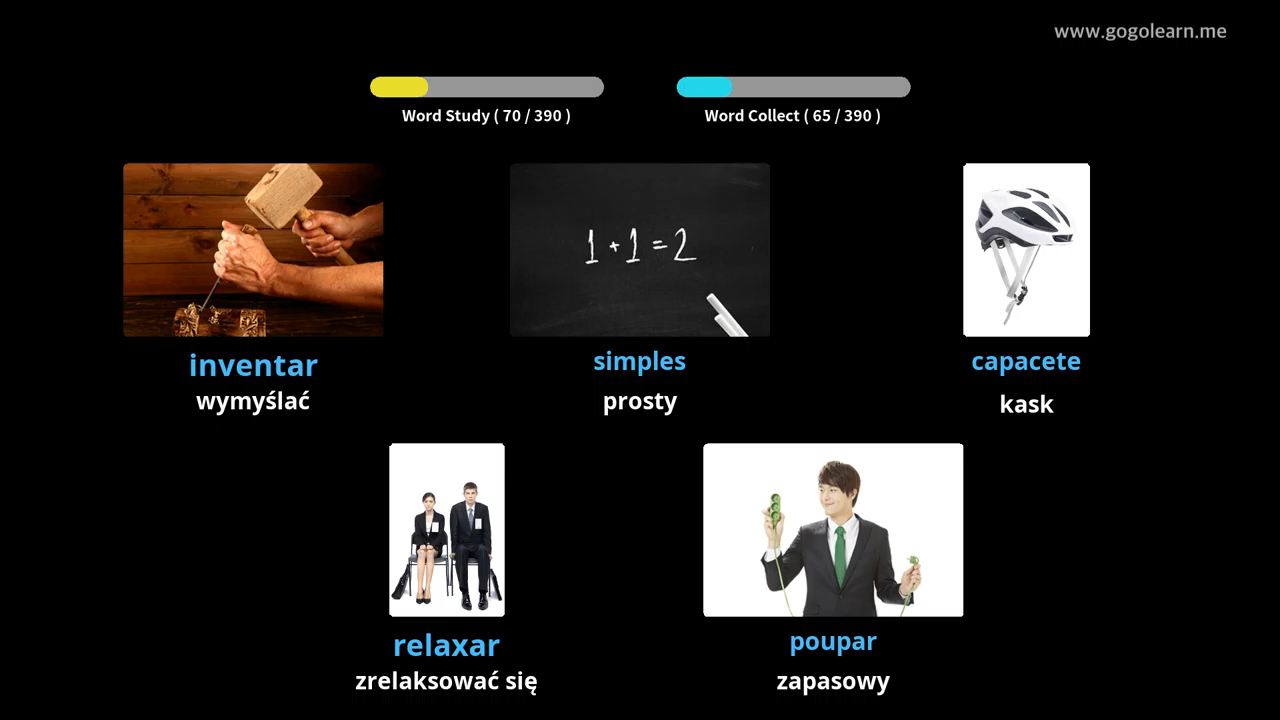 www.gogolearn.me
Word Study ( 70 / 390 )
Word Collect ( 65 / 390 )
1 + 1 = 2
inventar
wymyślać
simples
prosty
capacete
kask
relaxar
zrelaksować się
poupar
zapasowy